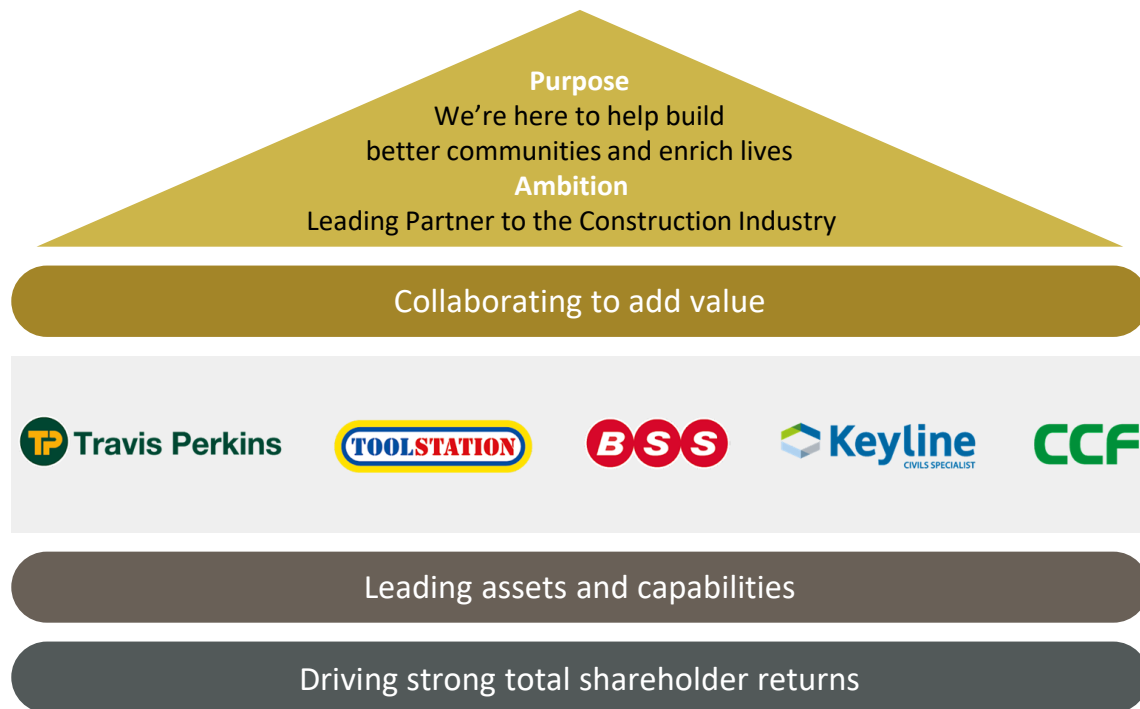 Purpose
We're here to help build
better communities and enrich lives
Ambition
Leading Partner to the Construction Industry
Collaborating to add value
TP Travis Perkins
TOOLSTATION
BSS
Keyline
CIVILS SPECIALIST
CCF
Leading assets and capabilities
Driving strong total shareholder returns